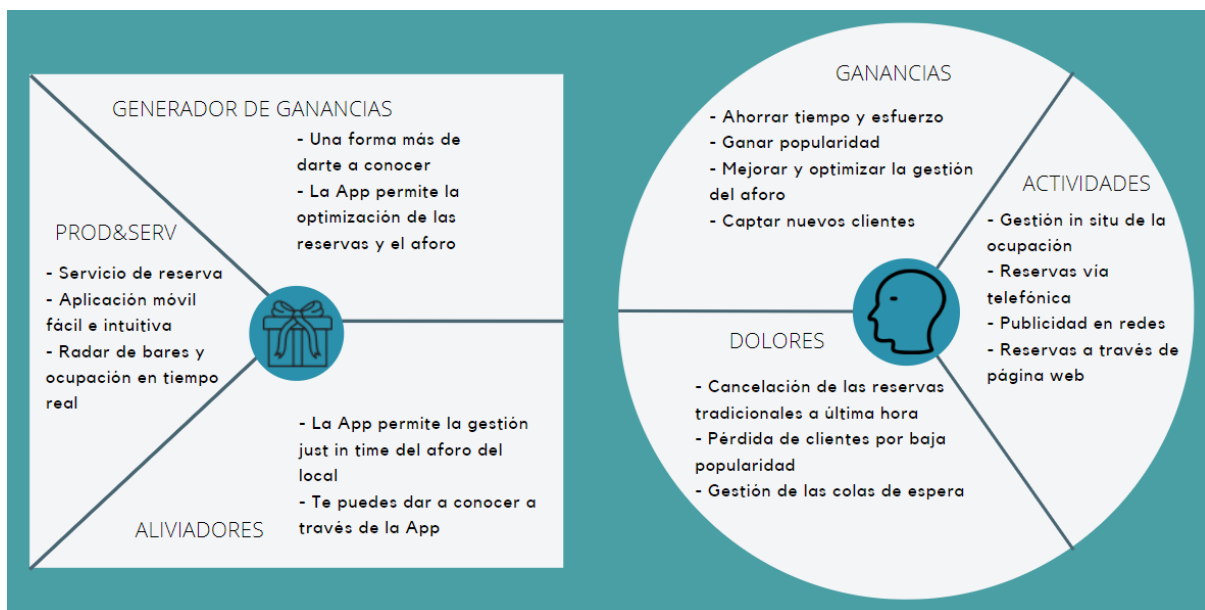 GENERADOR DE GANANCIAS
- Una forma más de
darte a conocer
- La App permite la
optimización de las
reservas y el aforo
PROD&SERV
- Servicio de reserva
- Aplicación móvil
fácil e intuitiva
- Radar de bares y
ocupación en tiempo
real
- La App permite la gestión
just in time del aforo del
local
- Te puedes dar a conocer a
través de la App
ALIVIADORES
GANANCIAS
- Ahorrar tiempo y esfuerzo
- Ganar popularidad
- Mejorar y optimizar la gestión
del aforo
- Captar nuevos clientes
ACTIVIDADES
- Gestión in situ de la
ocupación
- Reservas vía
telefónica
- Publicidad en redes
- Reservas a través de
página web
DOLORES
- Cancelación de las reservas
tradicionales a última hora
- Pérdida de clientes por baja
popularidad
- Gestión de las colas de espera